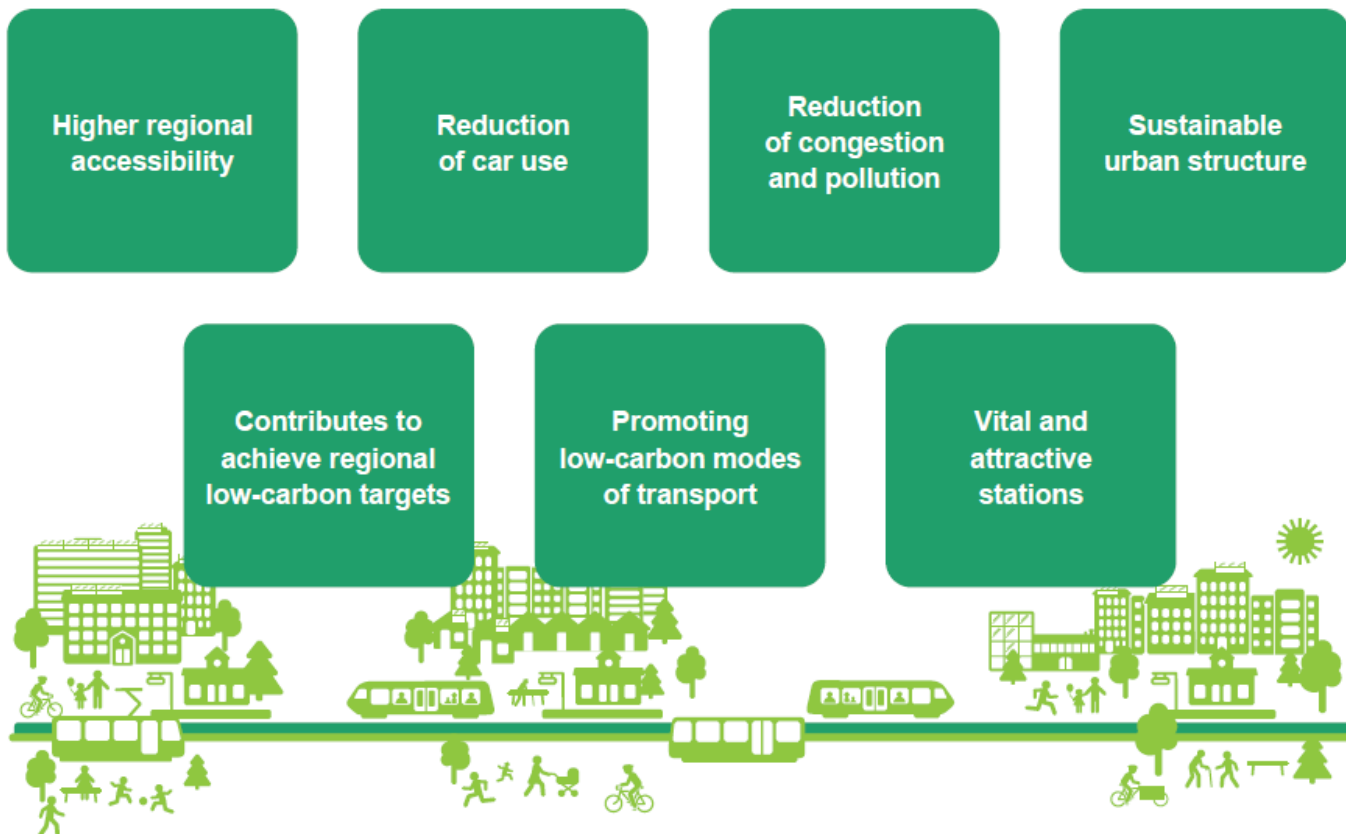 Higher regional
accessibility
Reduction
of car use
Reduction
of congestion
and pollution
Sustainable
urban structure
Contributes to
achieve regional
low-carbon targets
Promoting
low-carbon modes
of transport
Vital and
attractive
stations